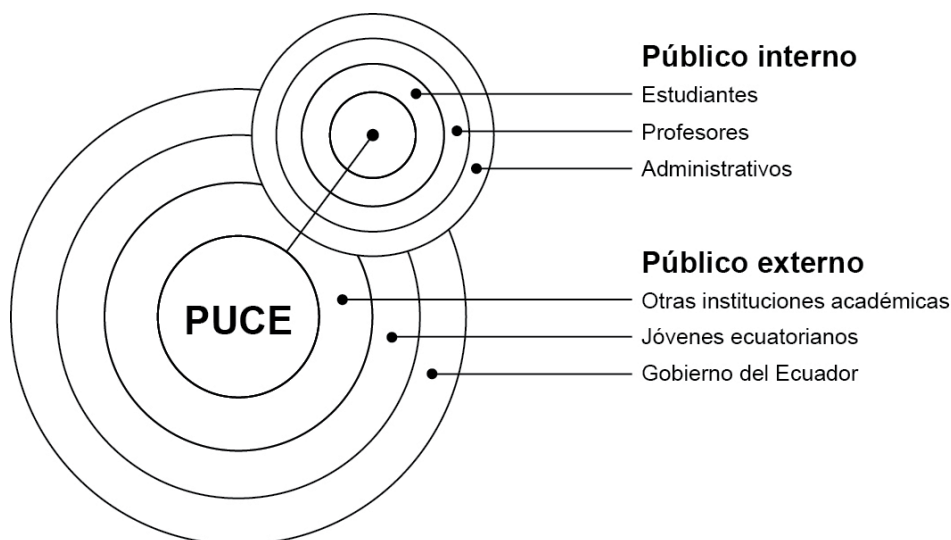 Público interno
Estudiantes
Profesores
Administrativos
Público externo
Otras instituciones académicas
Jóvenes ecuatorianos
Gobierno del Ecuador
PUCE